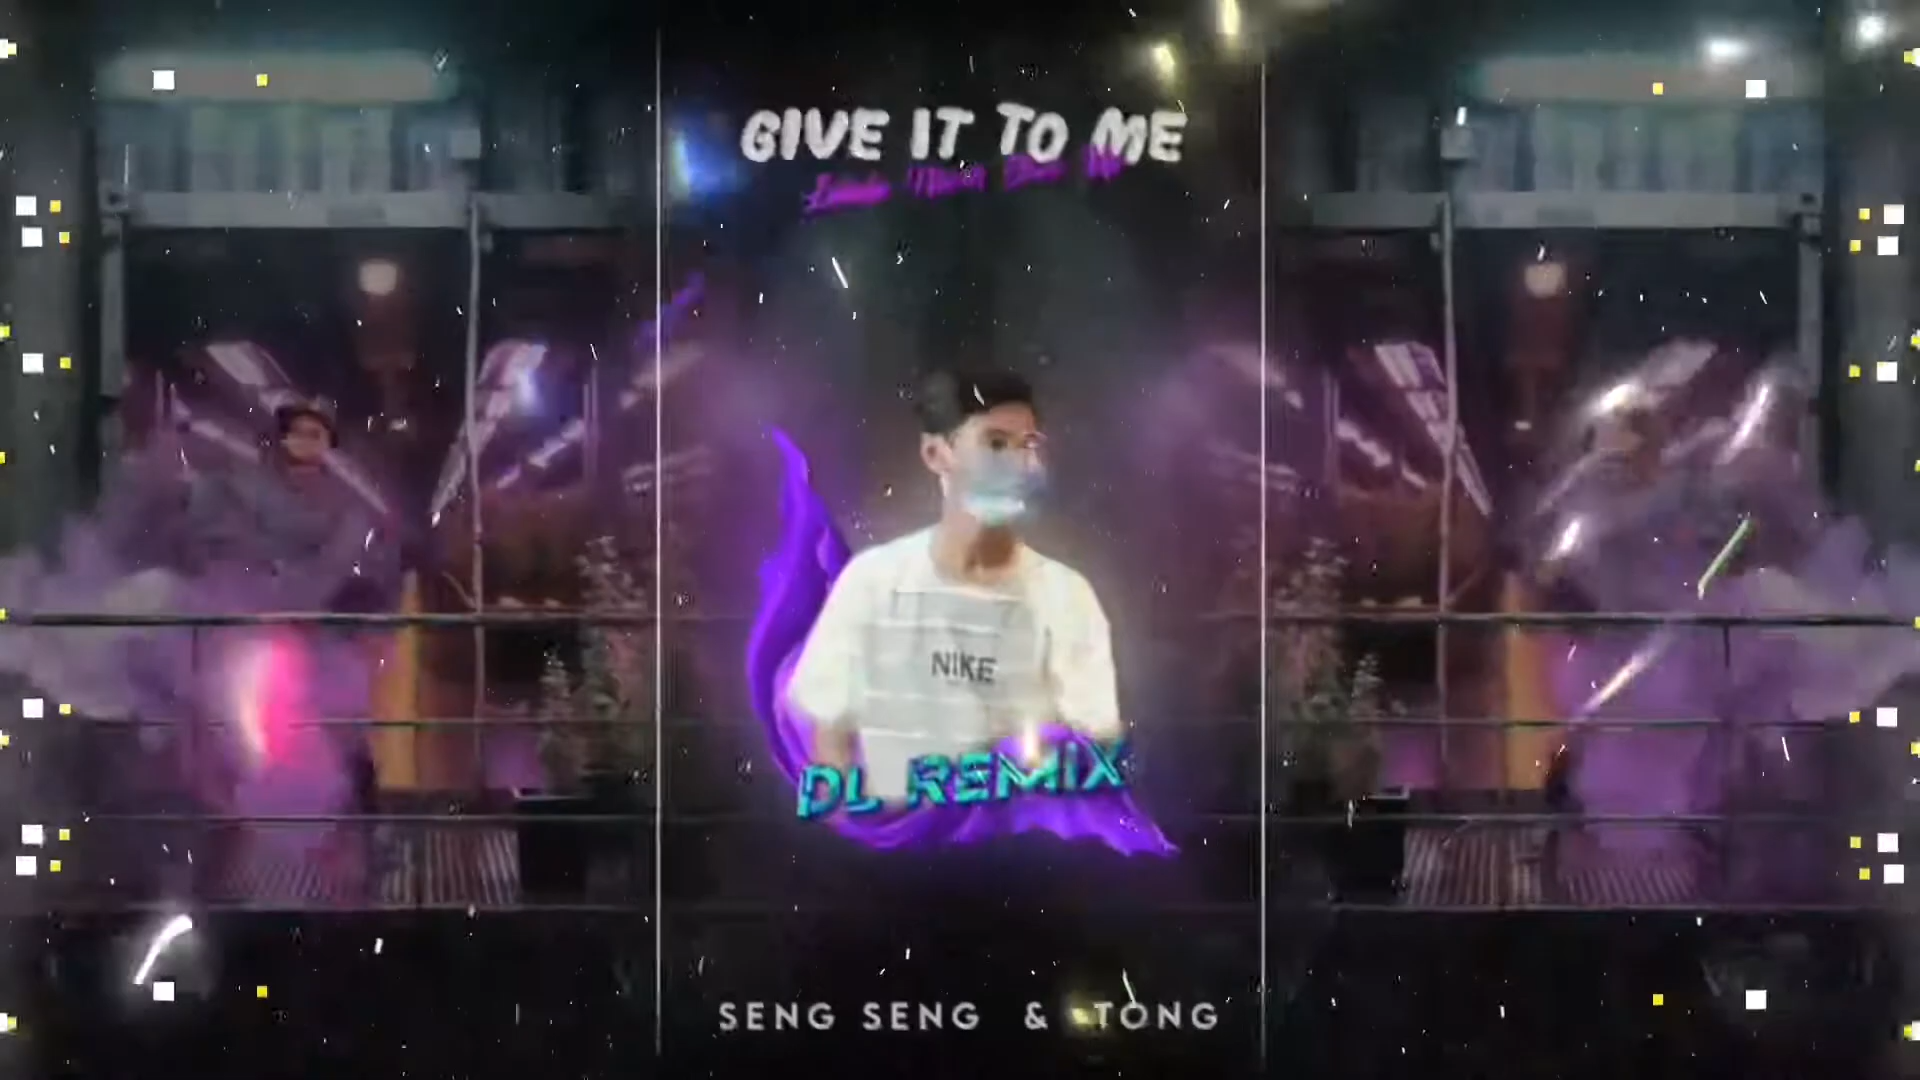 GIVE IT TO ME
NIKE
DL REMIX
SENG SENG & TONG